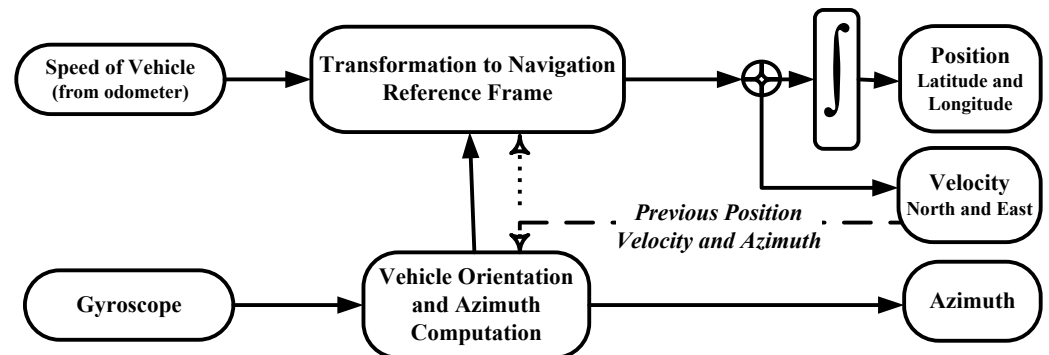 Speed of Vehicle
(from odometer)
Transformation to Navigation
Reference Frame
∫
Position
Latitude and
Longitude
Velocity
North and East
Previous Position
Velocity and Azimuth
Gyroscope
Vehicle Orientation
and Azimuth
Computation
Azimuth